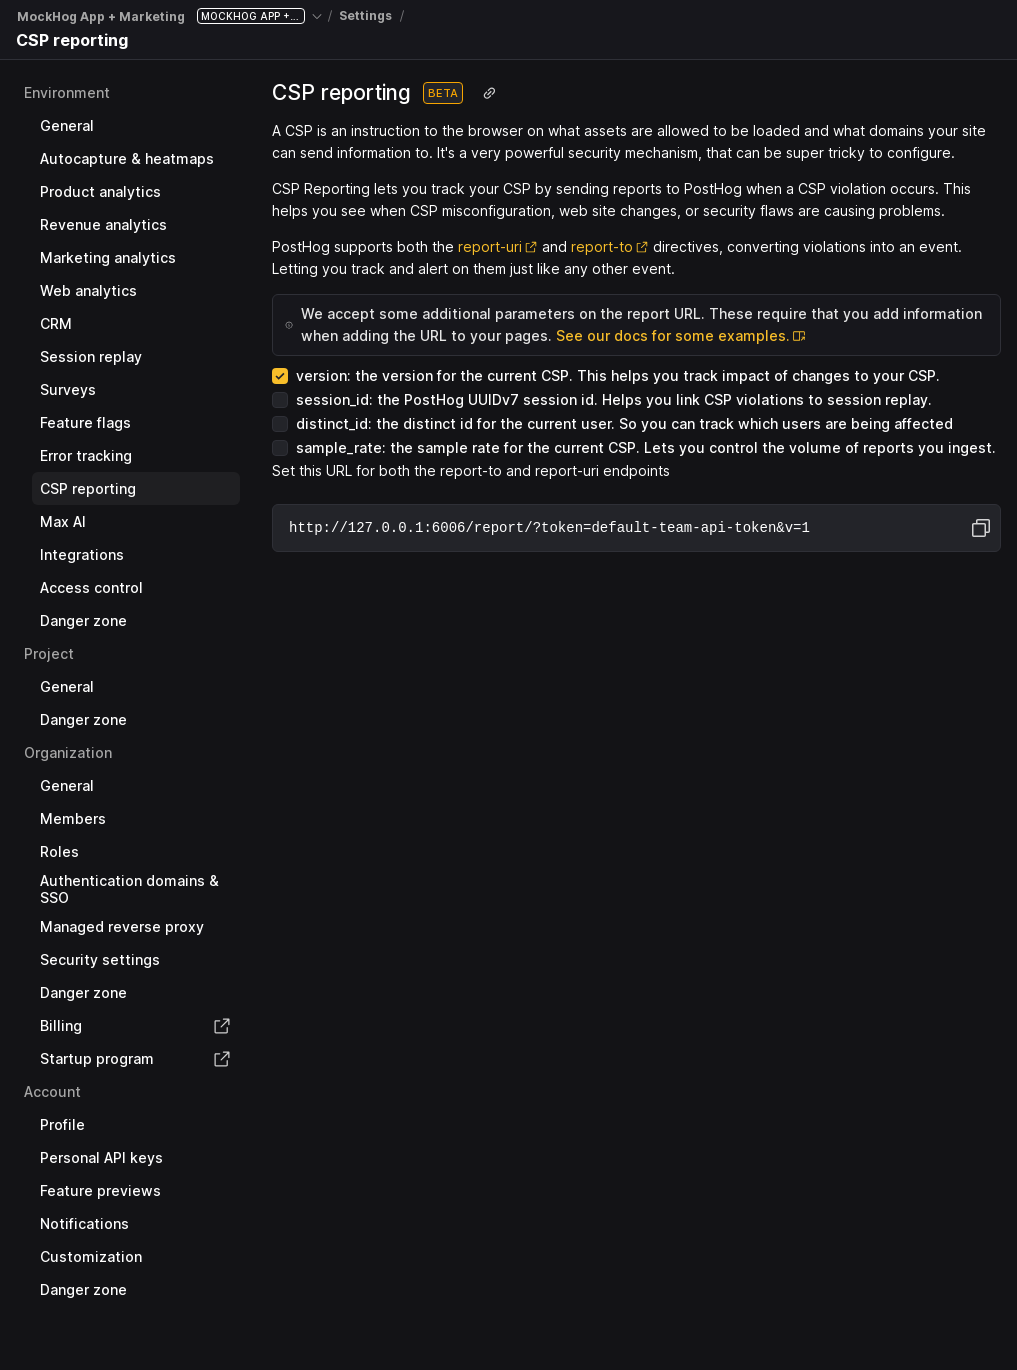 MockHog App + Marketing MOCKHOG APP +... / Settings /
CSP reporting
Environment
General
Autocapture & heatmaps
Product analytics
Revenue analytics
Marketing analytics
Web analytics
CRM
Session replay
Surveys
Feature flags
Error tracking
CSP reporting
Max AI
Integrations
Access control
Danger zone
Project
General
Danger zone
Organization
General
Members
Roles
Authentication domains &
SSO
Managed reverse proxy
Security settings
Danger zone
Billing
Startup program
Account
Profile
Personal API keys
Feature previews
Notifications
Customization
Danger zone
CSP reporting BETA
A CSP is an instruction to the browser on what assets are allowed to be loaded and what domains your site
can send information to. It's a very powerful security mechanism, that can be super tricky to configure.
CSP Reporting lets you track your CSP by sending reports to PostHog when a CSP violation occurs. This
helps you see when CSP misconfiguration, web site changes, or security flaws are causing problems.
PostHog supports both the report-uri and report-to directives, converting violations into an event.
Letting you track and alert on them just like any other event.
We accept some additional parameters on the report URL. These require that you add information
when adding the URL to your pages. See our docs for some examples.
version: the version for the current CSP. This helps you track impact of changes to your CSP.
session_id: the PostHog UUIDv7 session id. Helps you link CSP violations to session replay.
distinct_id: the distinct id for the current user. So you can track which users are being affected
sample_rate: the sample rate for the current CSP. Lets you control the volume of reports you ingest.
Set this URL for both the report-to and report-uri endpoints
http://127.0.0.1:6006/report/?token=default-team-api-token&v=1